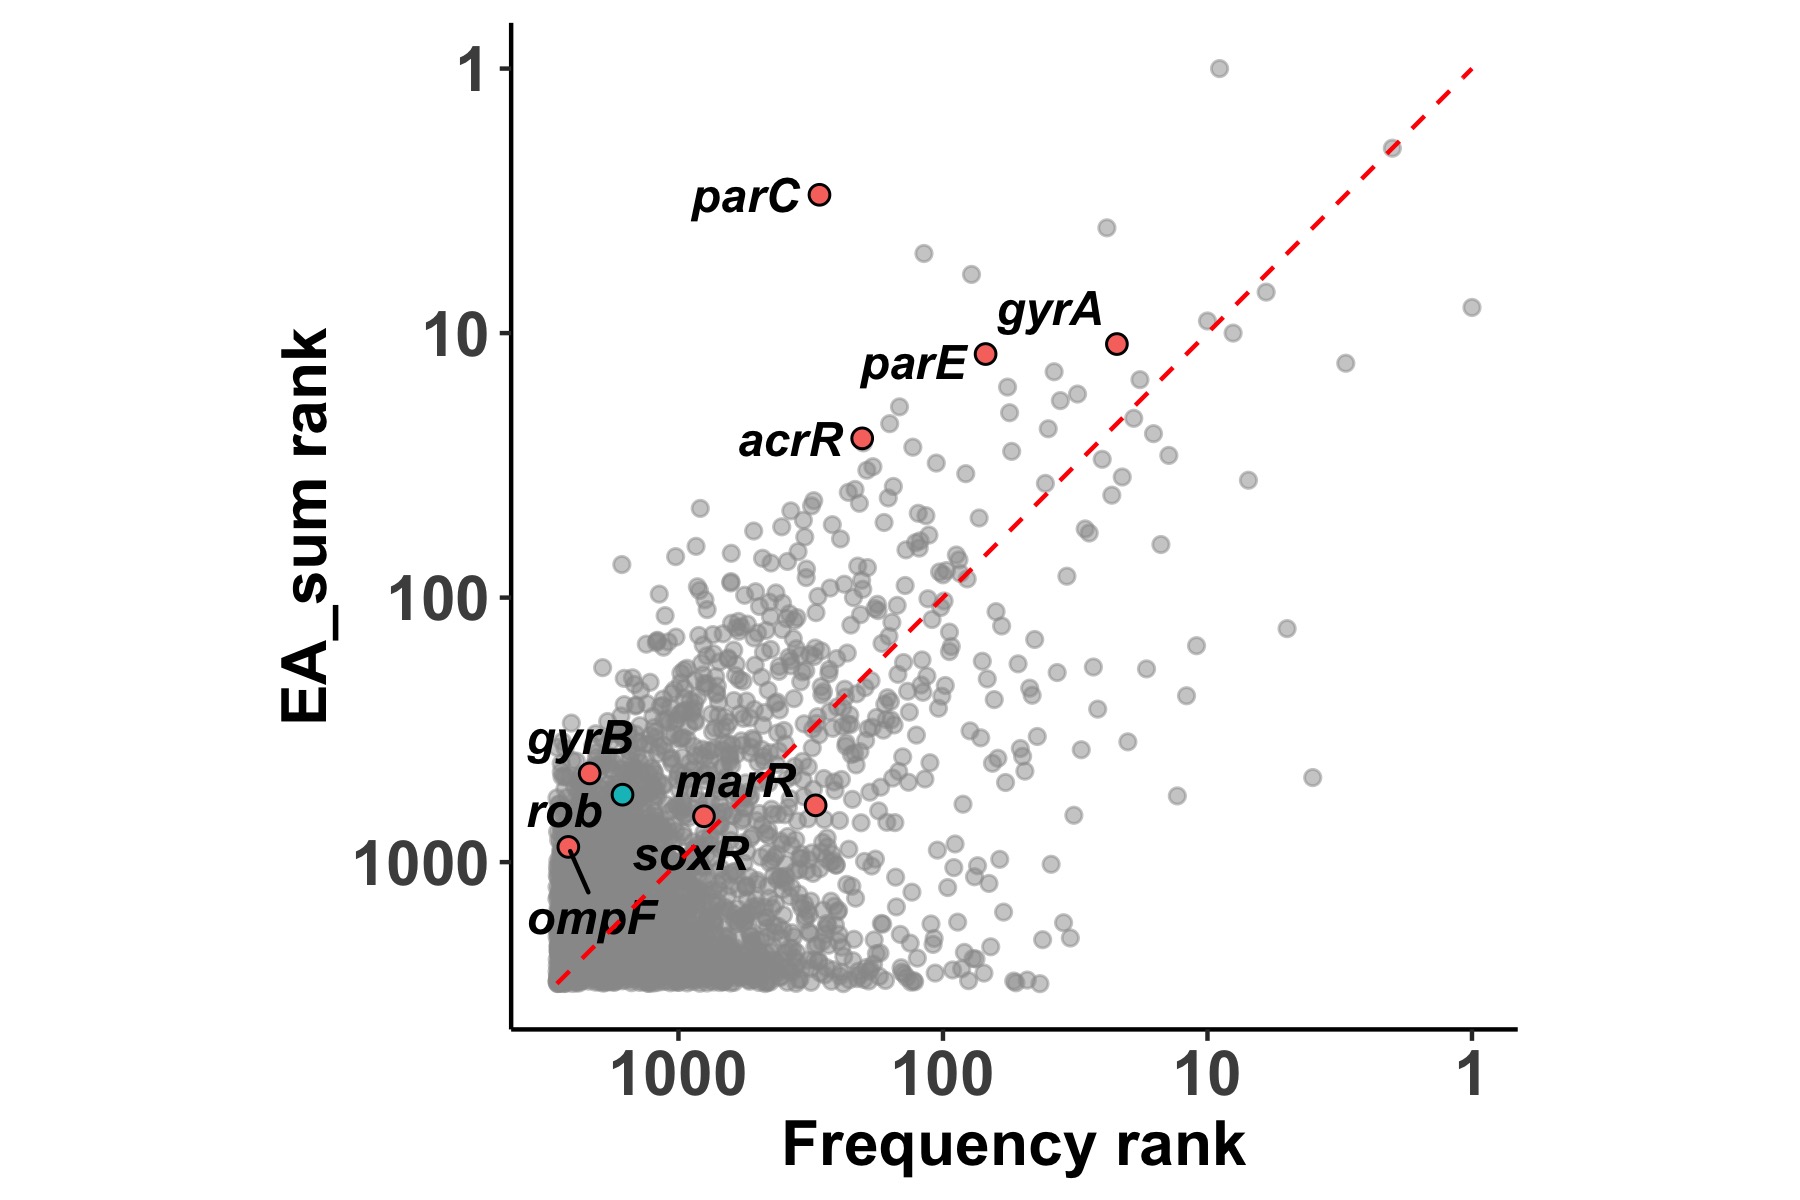 1
parC
gyrA
10
parE
acrR
EA_sum rank
100
gyrB
marR
rob
soxR
1000
ompF
1000
100
10
1
Frequency rank